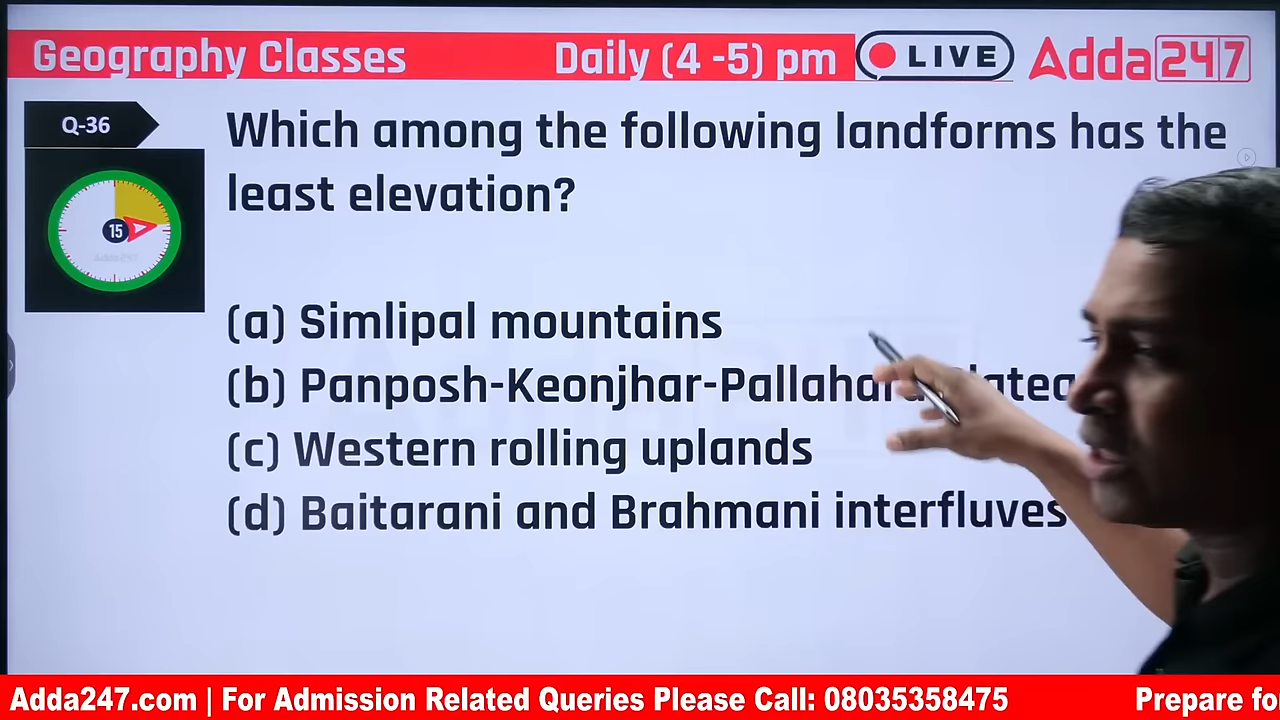 Geography Classes
Daily (4 -5) pm
LIVE
Adda247
Q-36
Which among the following landforms has the
least elevation?
15
Adda247
(a) Simlipal mountains
(b) Panposh-Keonjhar-Pallahara
(c) Western rolling uplands
(d) Baitarani and Brahmani interfluves
Adda247.com | For Admission Related Queries Please Call: 08035358475
Prepare fo